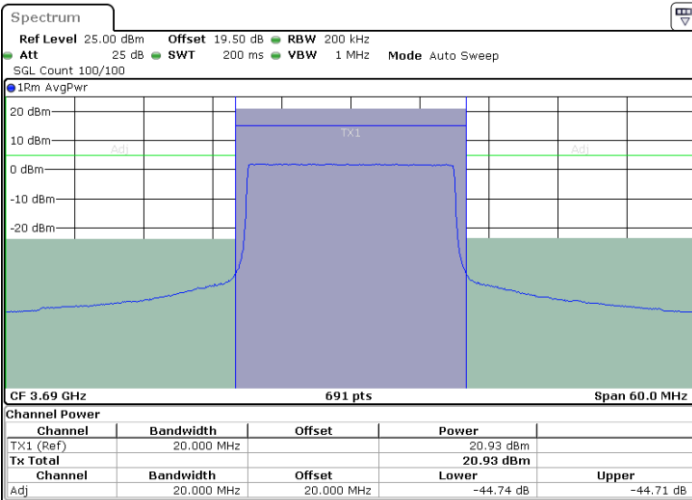 Spectrum
Ref Level 25.00 dBm Offset 19.50 dB RBW 200 kHz
Att 25 dB SWT 200 ms VBW 1 MHz Mode Auto Sweep
SGL Count 100/100
1Rm AvgPwr
20 dBm
TX1
10 dBm
Adj Adj
0 dBm
-10 dBm
-20 dBm
CF 3.69 GHz 691 pts Span 60.0 MHz
Channel Power
Channel Bandwidth Offset Power
TX1 (Ref) 20.000 MHz 20.93 dBm
Tx Total 20.93 dBm
Channel Bandwidth Offset Lower Upper
Adj 20.000 MHz 20.000 MHz -44.74 dB -44.71 dB